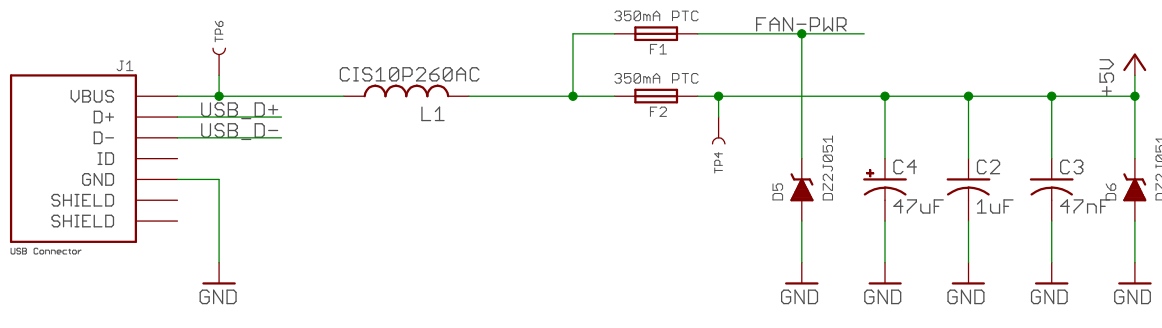 350mA PTC
F1
FAN-PWR
TP6
J1
CIS10P260AC
L1
350mA PTC
F2
+5V
VBUS
D+
D-
ID
GND
SHIELD
SHIELD
USB Connector
USB_D+
USB_D-
TP4
D5
DZ2J051
C4
+
47uF
C2
1uF
C3
47nF
D6
DZ2J051
GND
GND
GND
GND
GND
GND